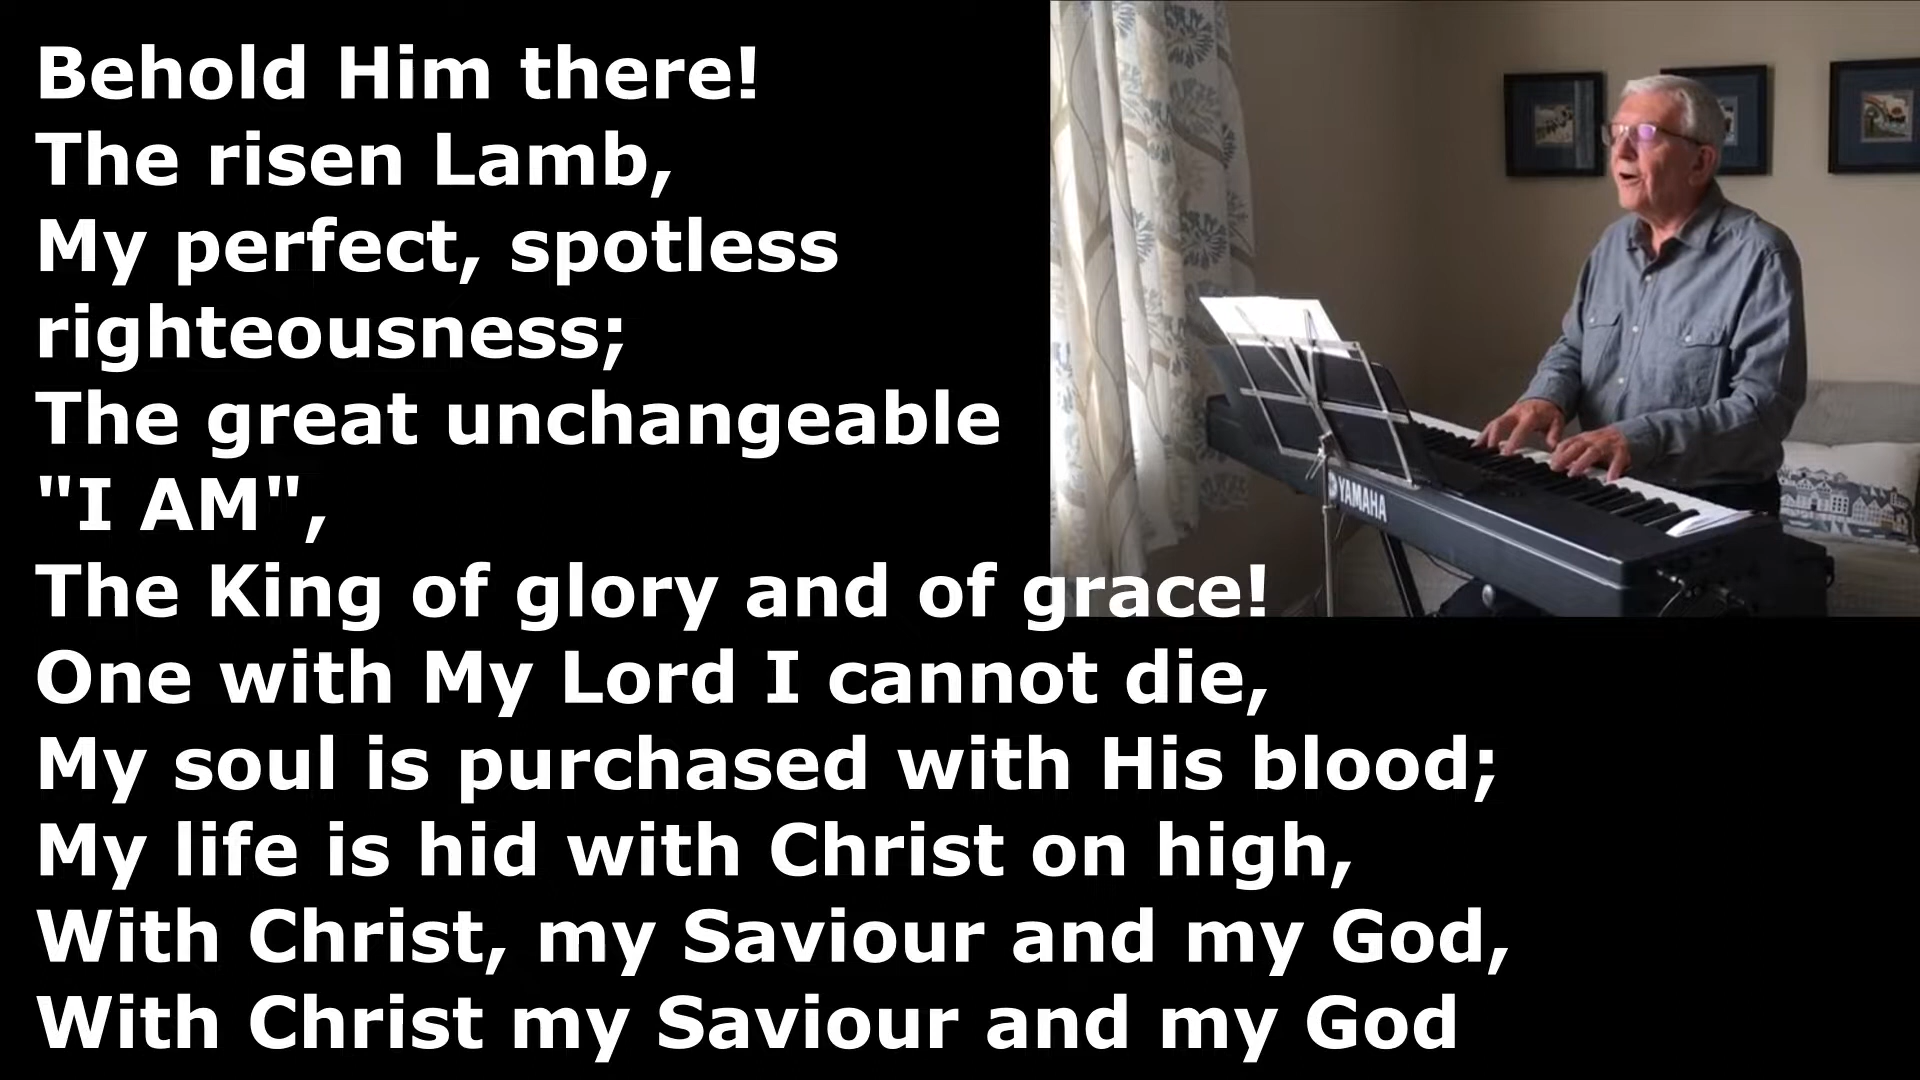 Behold Him there!
The risen Lamb,
My perfect, spotless
righteousness;
The great unchangeable
"I AM",
The King of glory and of grace!
One with My Lord I cannot die,
My soul is purchased with His blood;
My life is hid with Christ on high,
With Christ, my Saviour and my God,
With Christ my Saviour and my God
YAMAHA